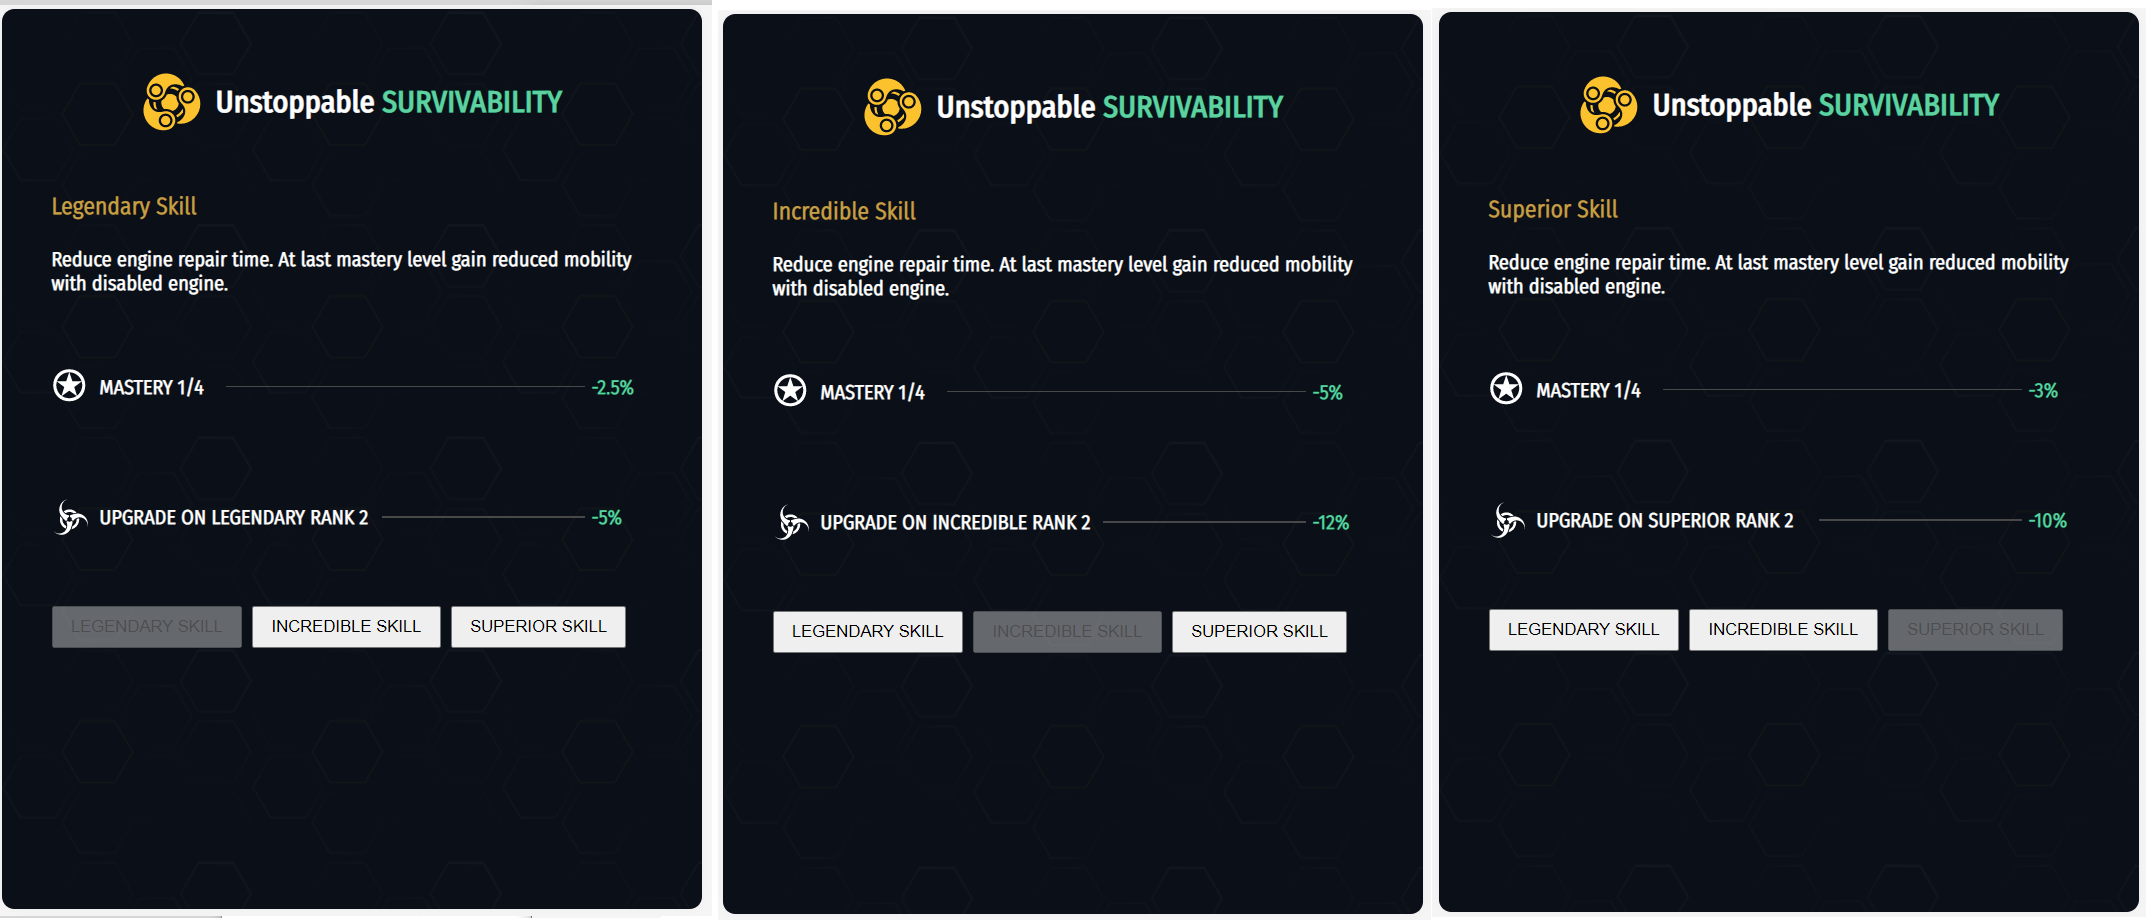 Unstoppable SURVIVABILITY
Legendary Skill
Reduce engine repair time. At last mastery level gain reduced mobility
with disabled engine.
MASTERY 1/4 -2.5%
UPGRADE ON LEGENDARY RANK 2 -5%
LEGENDARY SKILL INCREDIBLE SKILL SUPERIOR SKILL
Unstoppable SURVIVABILITY
Incredible Skill
Reduce engine repair time. At last mastery level gain reduced mobility
with disabled engine.
MASTERY 1/4 -5%
UPGRADE ON INCREDIBLE RANK 2 -12%
LEGENDARY SKILL INCREDIBLE SKILL SUPERIOR SKILL
Unstoppable SURVIVABILITY
Superior Skill
Reduce engine repair time. At last mastery level gain reduced mobility
with disabled engine.
MASTERY 1/4 -3%
UPGRADE ON SUPERIOR RANK 2 -10%
LEGENDARY SKILL INCREDIBLE SKILL SUPERIOR SKILL